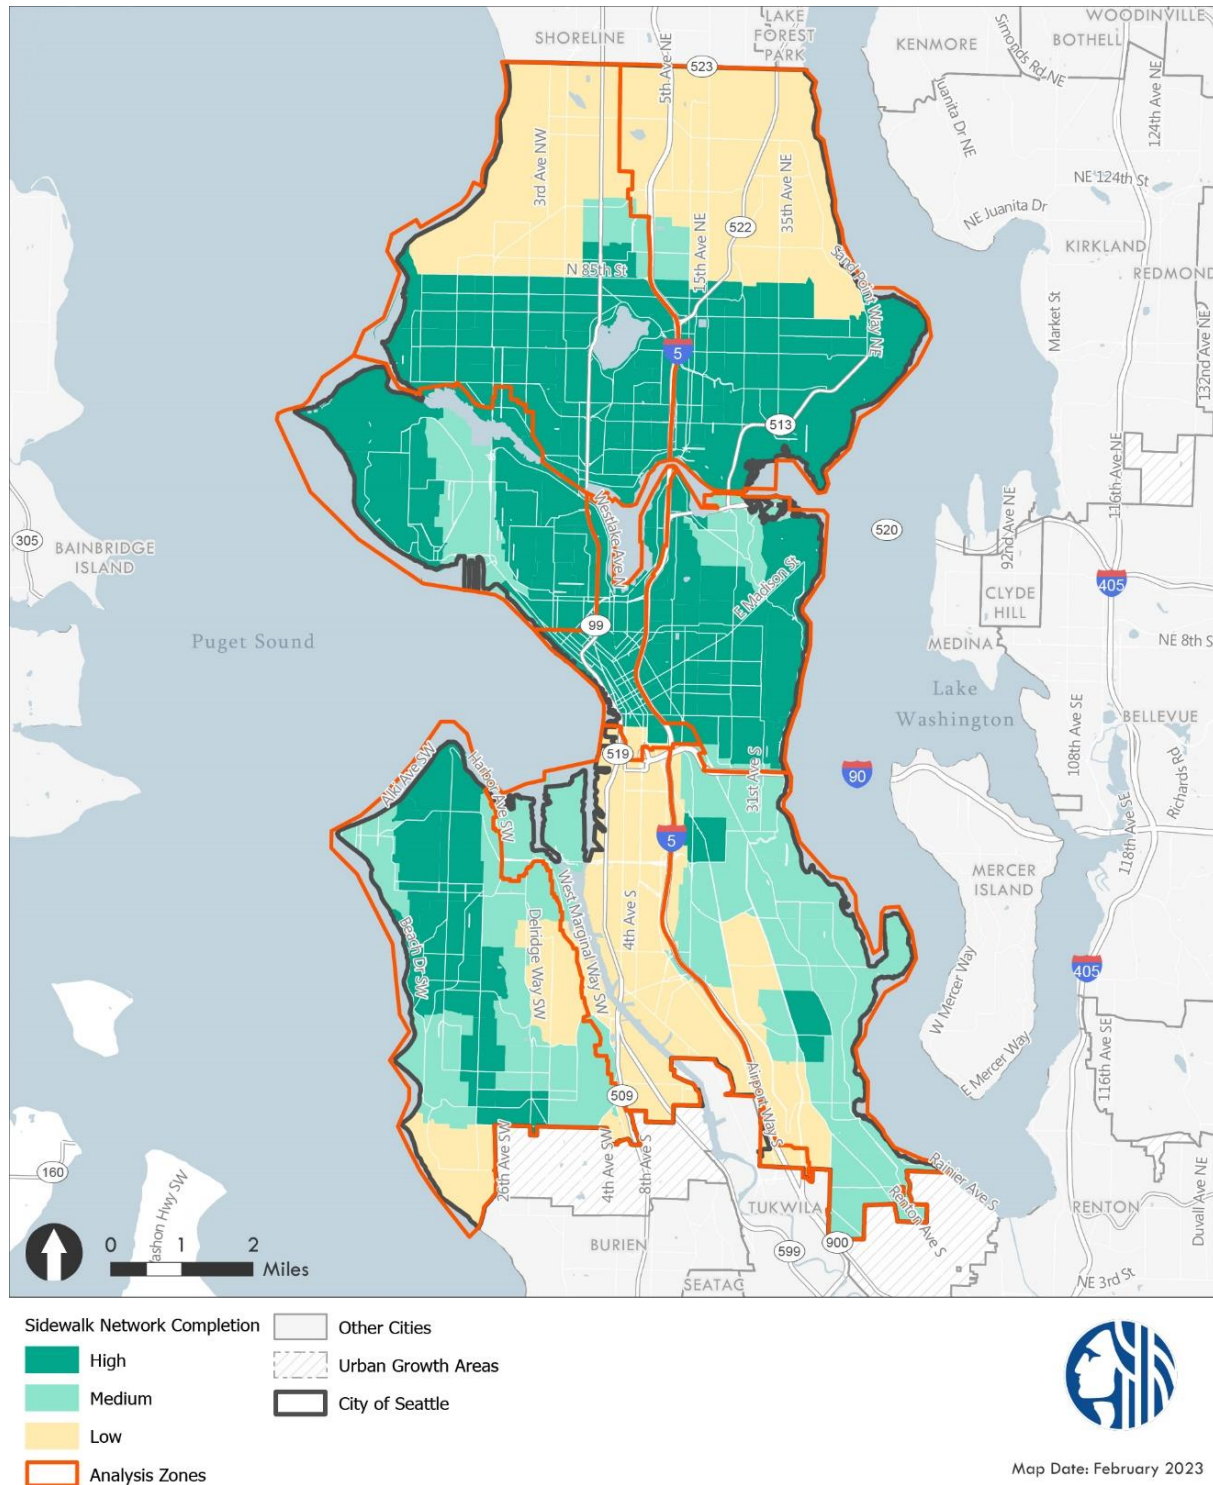 SHORELINE
LAKE
FOREST
PARK
KENMORE
BOTHELL
WOODINVILLE
Simonds Rd NE
Juanita Dr NE
124th Ave NE
5th Ave NE
523
3rd Ave NW
35th Ave NE
NE 124th St
NE Juanita Dr
15th Ave NE
522
KIRKLAND
REDMOND
N 85th St
Sand Point Way NE
Market St
132nd Ave NE
5
513
116th Ave NE
Westlake Ave N
92nd Ave NE
520
305
BAINBRIDGE
ISLAND
405
CLYDE
HILL
E Madison St
99
Puget Sound
MEDINA
NE 8th S
Lake
Washington
108th Ave SE
BELLEVUE
Richards Rd
519
Alki Ave SW
Harbor Ave SW
31st Ave S
90
5
118th Ave SE
MERCER
ISLAND
West Marginal Way SW
Delridge Way SW
4th Ave S
Beach Dr SW
405
W Mercer Way
E Mercer Way
116th Ave SE
509
Airport Way S
26th Ave SW
4th Ave SW
8th Ave S
Rainier Ave S
Renton Ave S
RENTON
Duvall Ave NE
160
ashon Hwy SW
TUKWILA
BURIEN
599
900
SEATAC
NE 3rd St
0 1 2
Miles
Sidewalk Network Completion
High
Medium
Low
Analysis Zones
Other Cities
Urban Growth Areas
City of Seattle
Map Date: February 2023